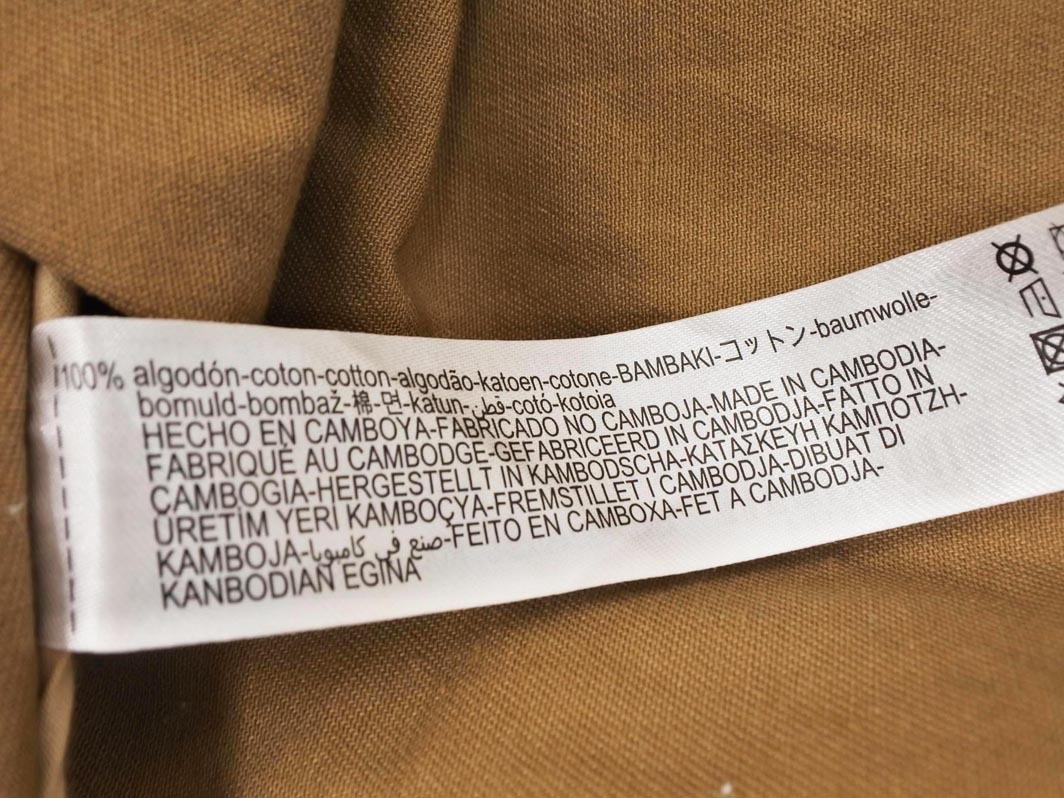 100% algodón-coton-cotton-algodão-katoen-cotone-BAMBAKI-コットン-baumwolle-
bomuld-bombaž-棉-면-katun-قطن-cotó-kotoia
HECHO EN CAMBOYA-FABRICADO NO CAMBOJA-MADE IN CAMBODIA-
FABRIQUÉ AU CAMBODGE-GEFABRICEERD IN CAMBODJA-FATTO IN
CAMBOGIA-HERGESTELLT IN KAMBODSCHA-ΚΑΤΑΣΚΕΥΗ ΚΑΜΠΟΤΖΗ-
ÜRETİM YERİ KAMBOÇYA-FREMSTILLET I CAMBODJA-DIBUAT DI
KAMBOJA-صنع في كامبوديا-FEITO EN CAMBOXA-FET A CAMBODJA-
KANBODIAN EGINA